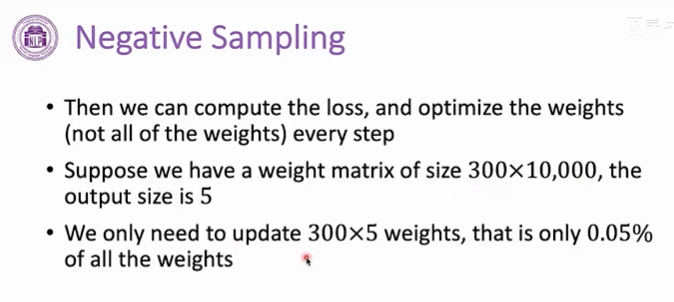 NLP
Negative Sampling
• Then we can compute the loss, and optimize the weights
(not all of the weights) every step
• Suppose we have a weight matrix of size 300×10,000, the
output size is 5
• We only need to update 300×5 weights, that is only 0.05%
of all the weights